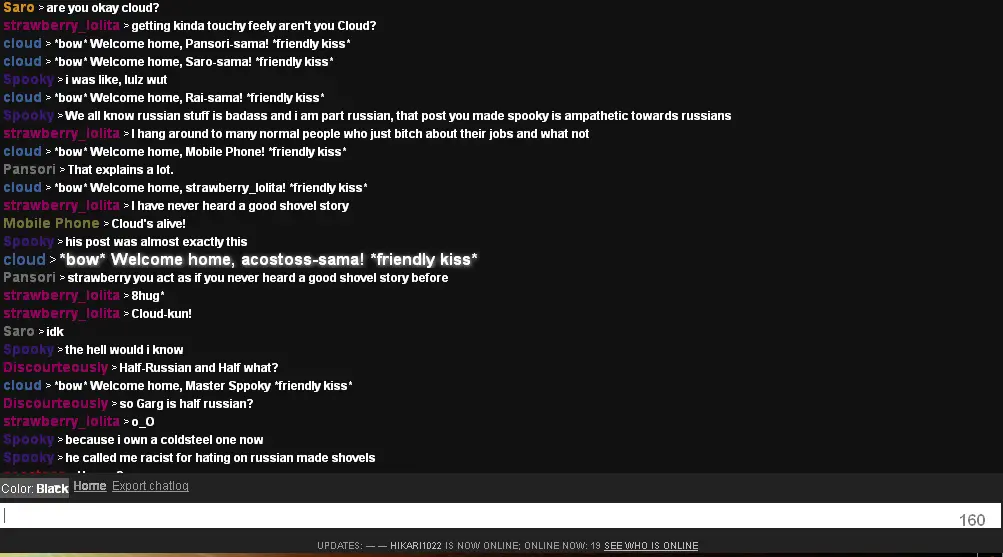 Saro > are you okay cloud?
strawberry_lolita > getting kinda touchy feely aren't you Cloud?
cloud > *bow* Welcome home, Pansori-sama! *friendly kiss*
cloud > *bow* Welcome home, Saro-sama! *friendly kiss*
Spooky > i was like, lulz wut
cloud > *bow* Welcome home, Rai-sama! *friendly kiss*
Spooky > We all know russian stuff is badass and i am part russian, that post you made spooky is ampathetic towards russians
strawberry_lolita > I hang around to many normal people who just bitch about their jobs and what not
cloud > *bow* Welcome home, Mobile Phone! *friendly kiss*
Pansori > That explains a lot.
cloud > *bow* Welcome home, strawberry_lolita! *friendly kiss*
strawberry_lolita > I have never heard a good shovel story
Mobile Phone > Cloud's alive!
Spooky > his post was almost exactly this
cloud > *bow* Welcome home, acostoss-sama! *friendly kiss*
Pansori > strawberry you act as if you never heard a good shovel story before
strawberry_lolita > 8hug*
strawberry_lolita > Cloud-kun!
Saro > idk
Spooky > the hell would i know
Discourteously > Half-Russian and Half what?
cloud > *bow* Welcome home, Master Sppoky *friendly kiss*
Discourteously > so Garg is half russian?
strawberry_lolita > o_O
Spooky > because i own a coldsteel one now
Spooky > he called me racist for hating on russian made shovels
Color: Black Home Export chatlog
160
UPDATES: — — HIKARI1022 IS NOW ONLINE; ONLINE NOW: 19 SEE WHO IS ONLINE